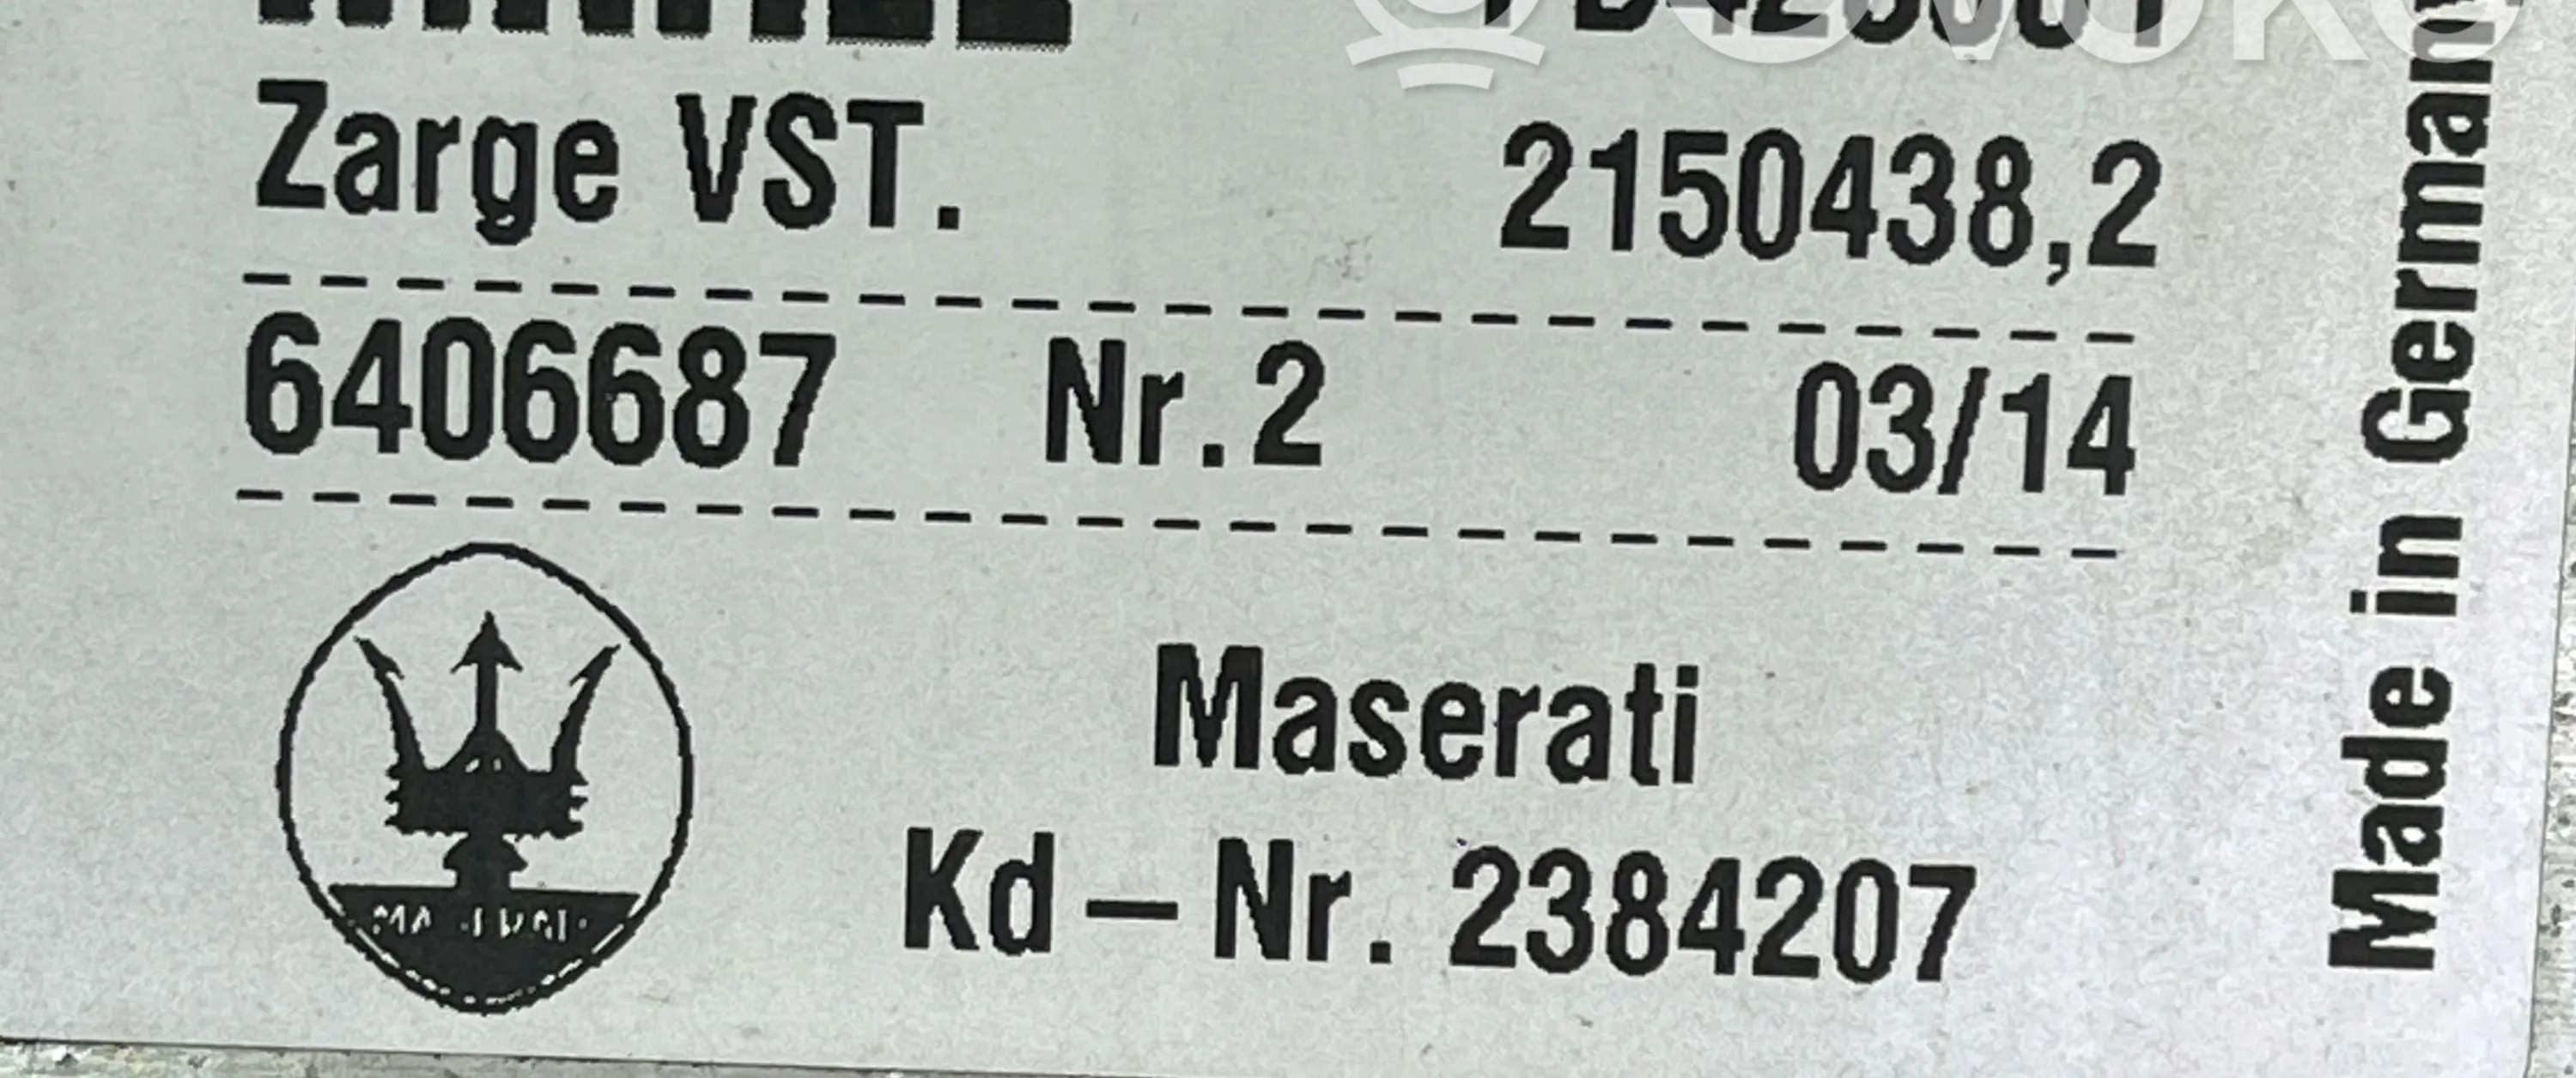 Zarge VST. 2150438,2
6406687 Nr.2 03/14
Maserati
Kd – Nr. 2384207
Made in Germany